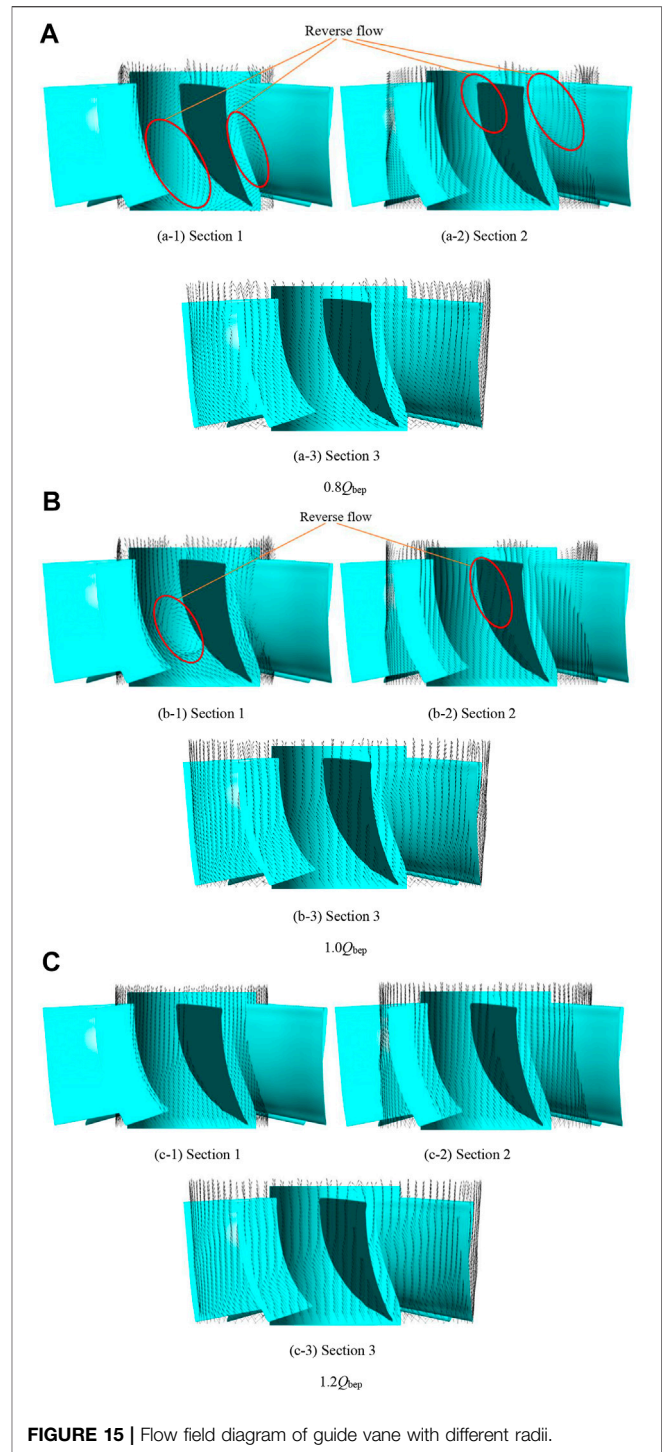 A
Reverse flow
(a-1) Section 1
(a-2) Section 2
(a-3) Section 3
0.8Qbep
B
Reverse flow
(b-1) Section 1
(b-2) Section 2
(b-3) Section 3
1.0Qbep
C
(c-1) Section 1
(c-2) Section 2
(c-3) Section 3
1.2Qbep
FIGURE 15 | Flow field diagram of guide vane with different radii.